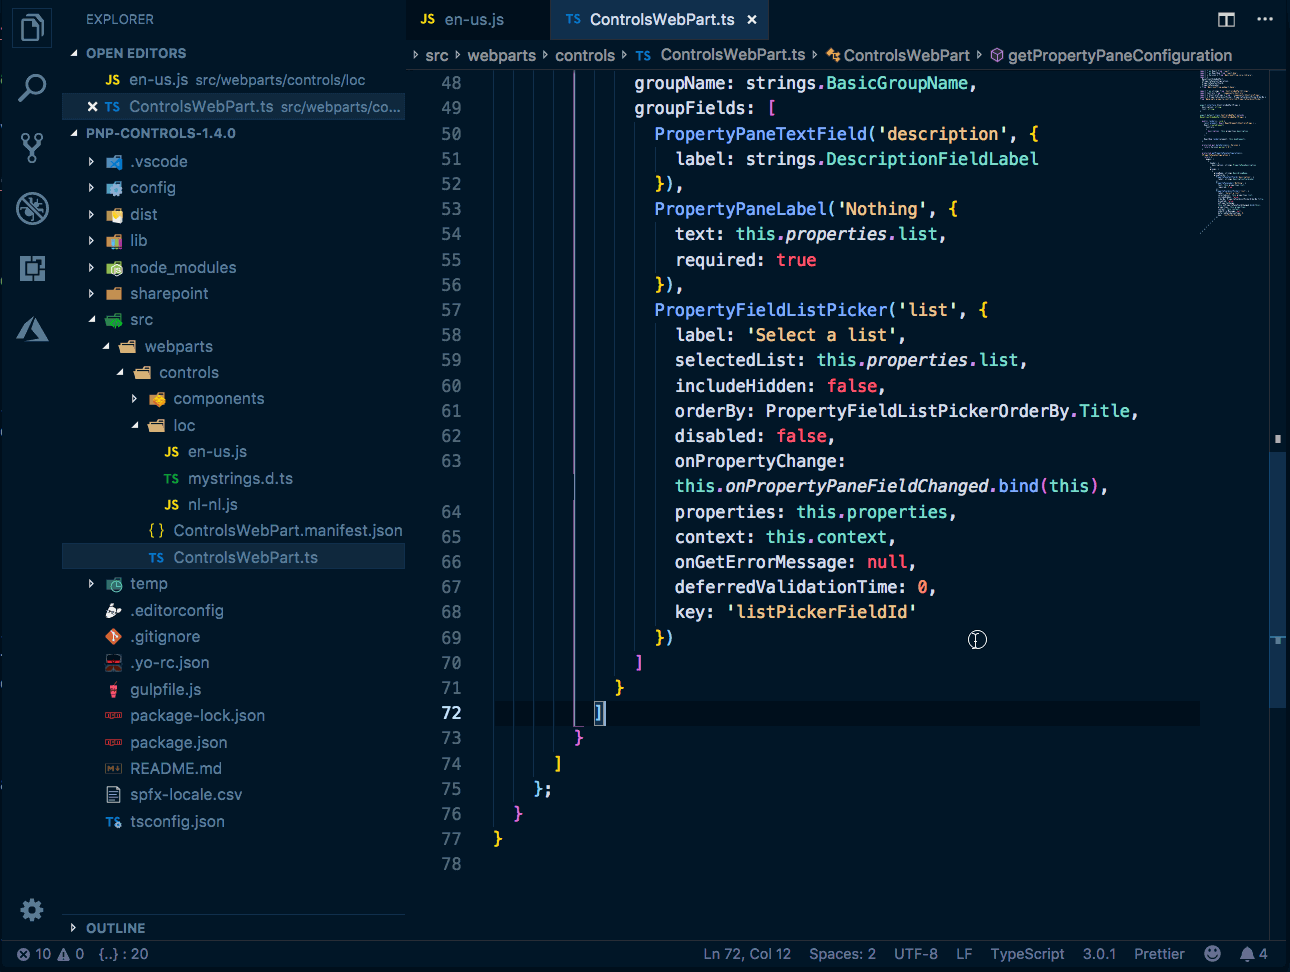 EXPLORER
OPEN EDITORS
JS en-us.js src/webparts/controls/loc
TS ControlsWebPart.ts src/webparts/co...
PNP-CONTROLS-1.4.0
.vscode
config
dist
lib
node_modules
sharepoint
src
webparts
controls
components
loc
JS en-us.js
TS mystrings.d.ts
JS nl-nl.js
{} ControlsWebPart.manifest.json
TS ControlsWebPart.ts
temp
.editorconfig
.gitignore
.yo-rc.json
gulpfile.js
package-lock.json
package.json
README.md
spfx-locale.csv
TS tsconfig.json
OUTLINE
JS en-us.js
TS ControlsWebPart.ts ×
src webparts controls TS ControlsWebPart.ts ControlsWebPart getPropertyPaneConfiguration
48 groupName: strings.BasicGroupName,
49 groupFields: [
50 PropertyPaneTextField('description', {
51 label: strings.DescriptionFieldLabel
52 }),
53 PropertyPaneLabel('Nothing', {
54 text: this.properties.list,
55 required: true
56 }),
57 PropertyFieldListPicker('list', {
58 label: 'Select a list',
59 selectedList: this.properties.list,
60 includeHidden: false,
61 orderBy: PropertyFieldListPickerOrderBy.Title,
62 disabled: false,
63 onPropertyChange:
this.onPropertyPaneFieldChanged.bind(this),
64 properties: this.properties,
65 context: this.context,
66 onGetErrorMessage: null,
67 deferredValidationTime: 0,
68 key: 'listPickerFieldId'
69 })
70 ]
71 }
72 ]
73 }
74 ]
75 };
76 }
77 }
78
10 0 {..} : 20 Ln 72, Col 12 Spaces: 2 UTF-8 LF TypeScript 3.0.1 Prettier 4